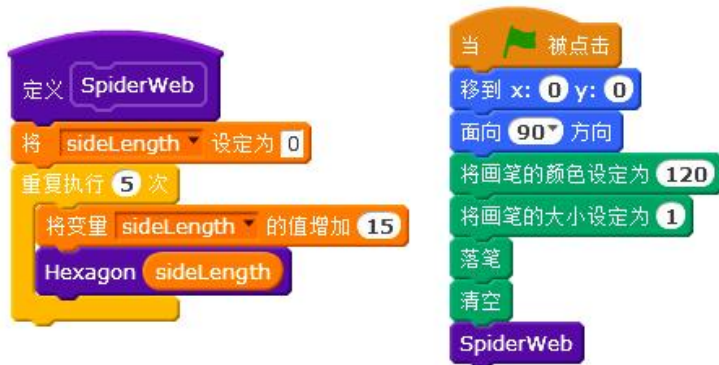 定义 SpiderWeb
将 sideLength 设定为 0
重复执行 5 次
将变量 sideLength 的值增加 15
Hexagon sideLength
当 被点击
移到 x: 0 y: 0
面向 90 方向
将画笔的颜色设定为 120
将画笔的大小设定为 1
落笔
清空
SpiderWeb